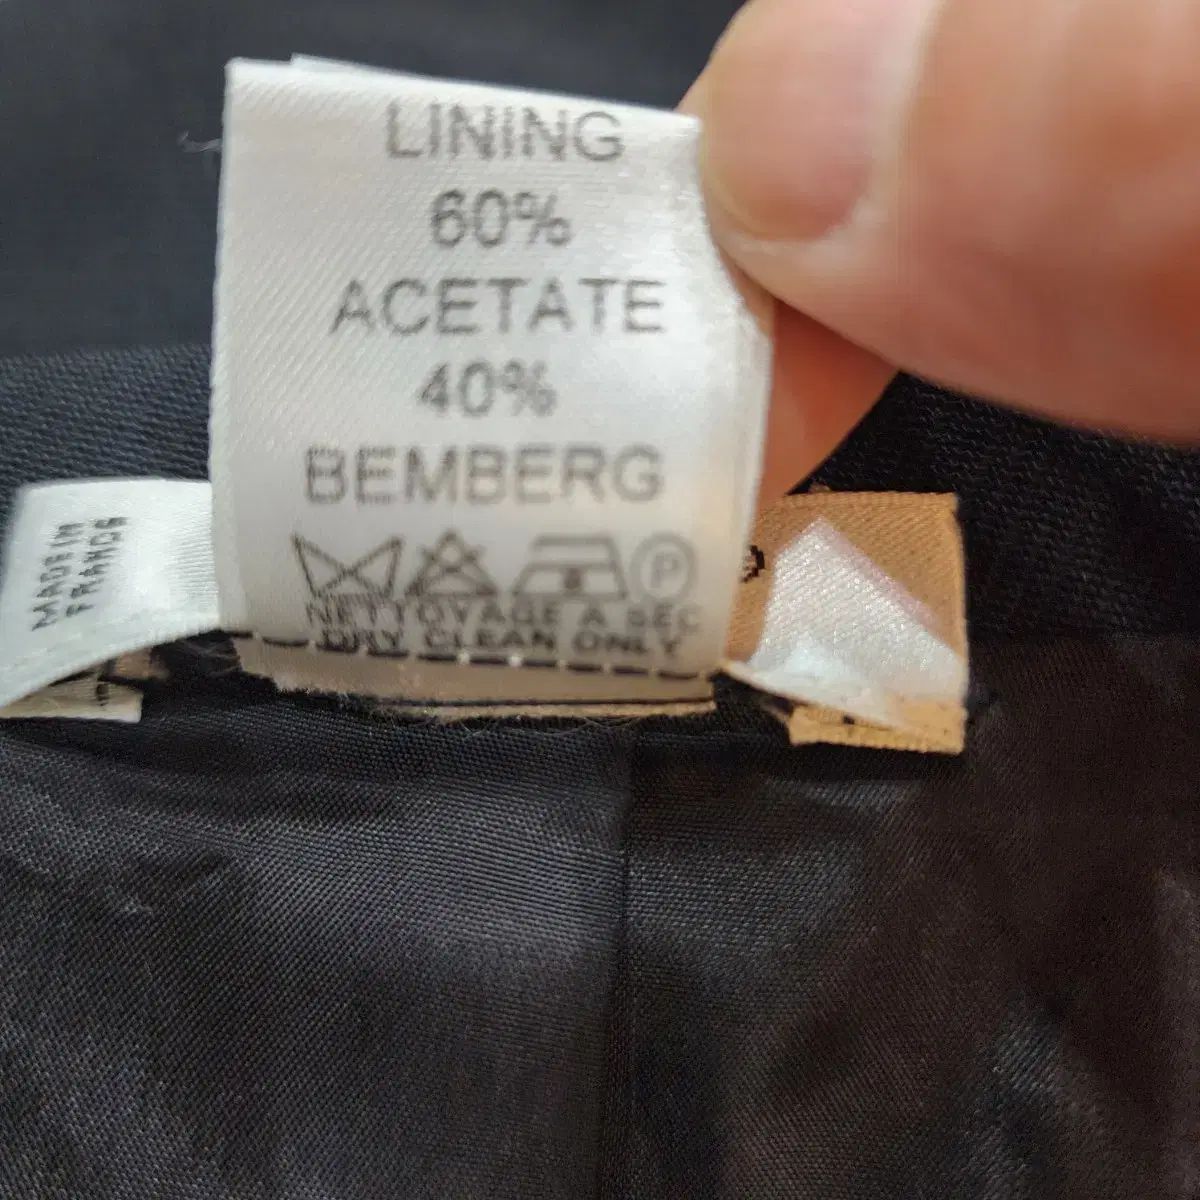 LINING
60%
ACETATE
40%
BEMBERG
P
NETTOYAGE A SEC
DRY CLEAN ONLY
MADE IN
FRANCE